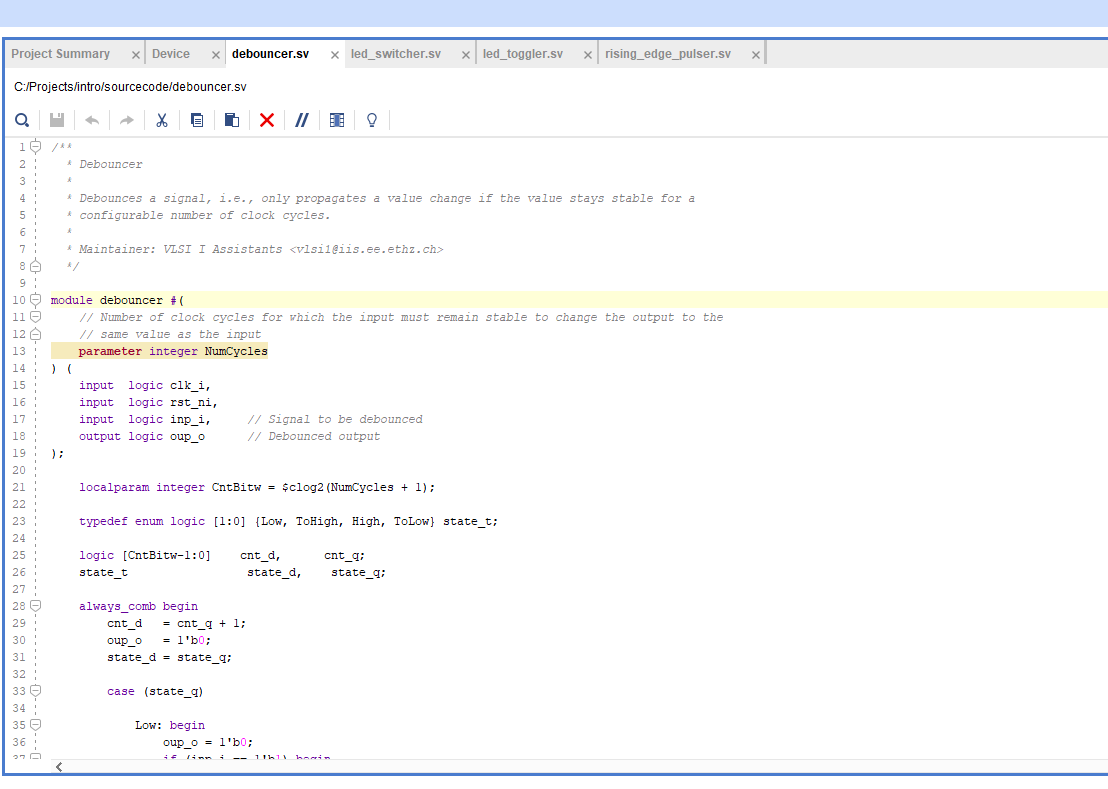 Project Summary × Device × debouncer.sv × led_switcher.sv × led_toggler.sv × rising_edge_pulser.sv ×
C:/Projects/intro/sourcecode/debouncer.sv
1 /**
2 * Debouncer
3 *
4 * Debounces a signal, i.e., only propagates a value change if the value stays stable for a
5 * configurable number of clock cycles.
6 *
7 * Maintainer: VLSI I Assistants <vlsi1@iis.ee.ethz.ch>
8 */
9
10 module debouncer #(
11 // Number of clock cycles for which the input must remain stable to change the output to the
12 // same value as the input
13 parameter integer NumCycles
14 ) (
15 input logic clk_i,
16 input logic rst_ni,
17 input logic inp_i, // Signal to be debounced
18 output logic oup_o // Debounced output
19 );
20
21 localparam integer CntBitw = $clog2(NumCycles + 1);
22
23 typedef enum logic [1:0] {Low, ToHigh, High, ToLow} state_t;
24
25 logic [CntBitw-1:0] cnt_d, cnt_q;
26 state_t state_d, state_q;
27
28 always_comb begin
29 cnt_d = cnt_q + 1;
30 oup_o = 1'b0;
31 state_d = state_q;
32
33 case (state_q)
34
35 Low: begin
36 oup_o = 1'b0;
37 if (inp_i == 1'b1) begin